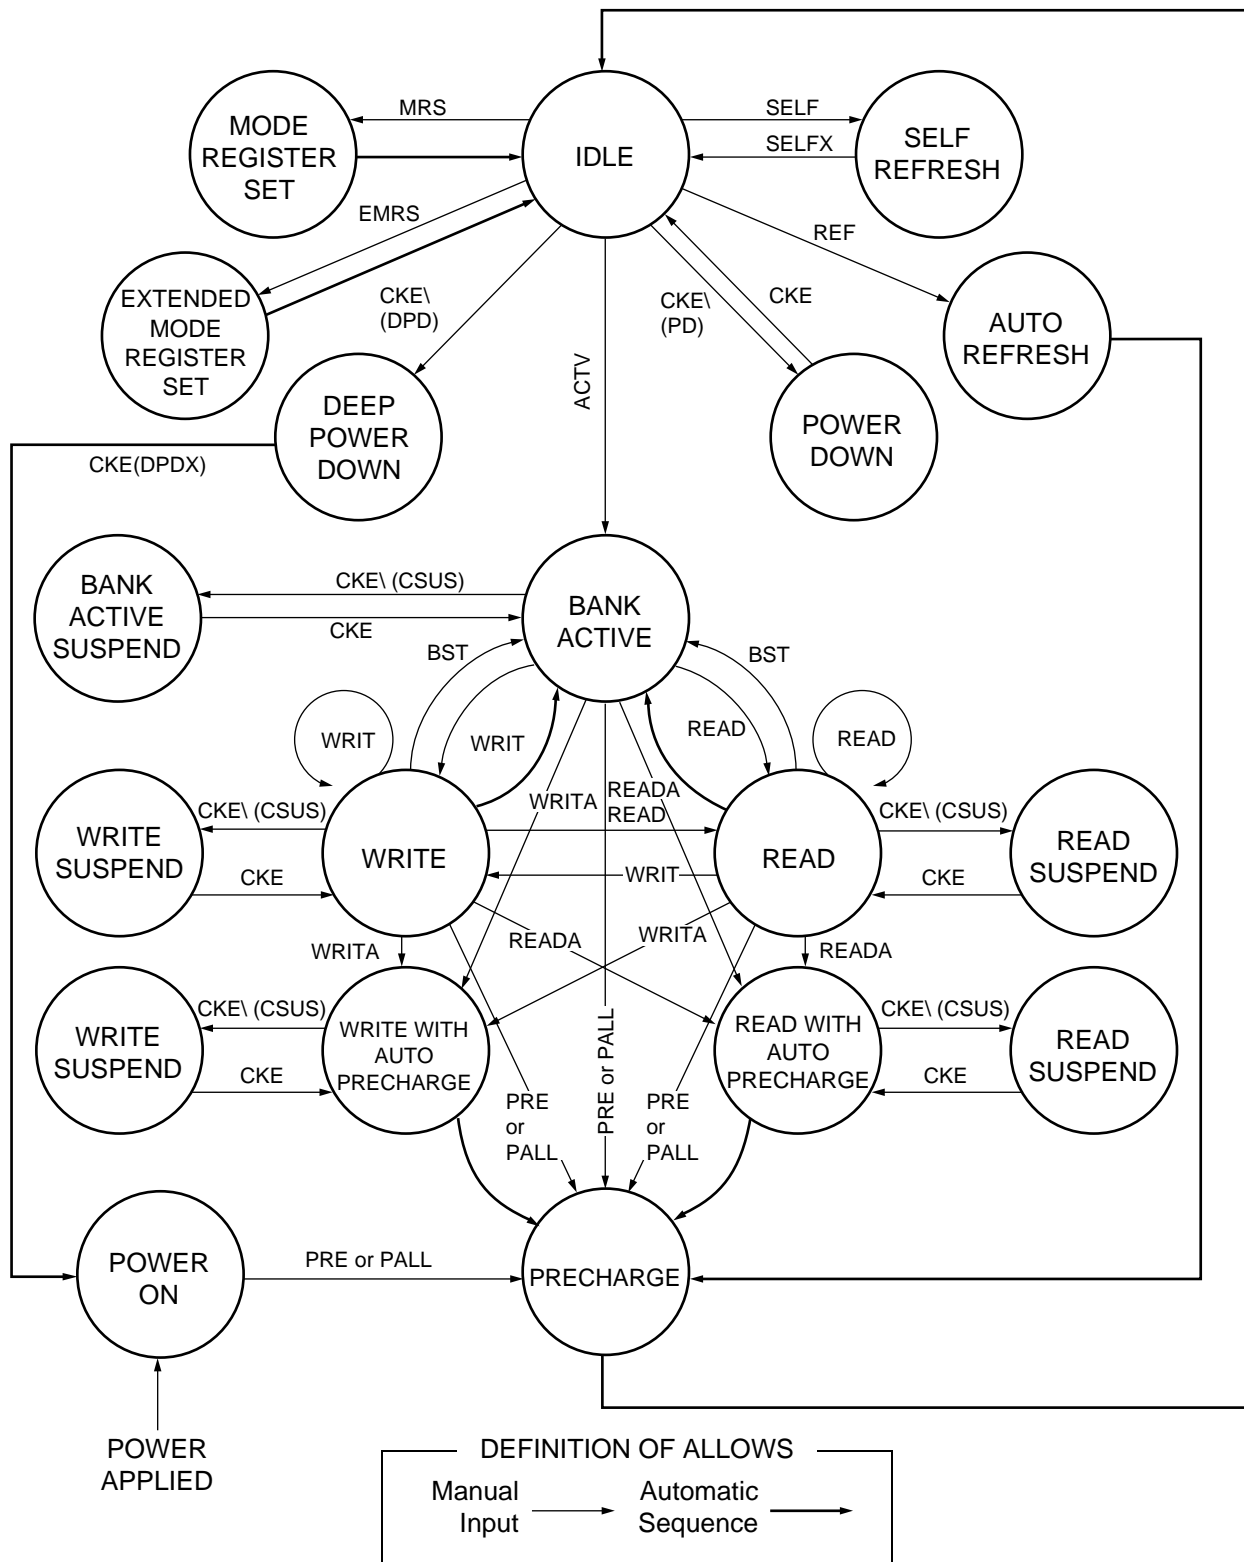 MRS
SELF
MODE
REGISTER
SET
IDLE
SELFX
SELF
REFRESH
EMRS
REF
EXTENDED
MODE
REGISTER
SET
CKE\
(DPD)
CKE\
(PD)
CKE
AUTO
REFRESH
ACTV
DEEP
POWER
DOWN
POWER
DOWN
CKE(DPDX)
BANK
ACTIVE
SUSPEND
CKE\ (CSUS)
CKE
BANK
ACTIVE
BST
BST
WRIT
WRIT
READ
READ
WRITA
READA
READ
WRITE
SUSPEND
CKE\ (CSUS)
CKE
WRITE
READ
CKE\ (CSUS)
CKE
READ
SUSPEND
WRIT
WRITA
READA
WRITA
READA
WRITE
SUSPEND
CKE\ (CSUS)
CKE
WRITE WITH
AUTO
PRECHARGE
READ WITH
AUTO
PRECHARGE
CKE\ (CSUS)
CKE
READ
SUSPEND
PRE
or
PALL
PRE or PALL
PRE
or
PALL
POWER
ON
PRE or PALL
PRECHARGE
POWER
APPLIED
DEFINITION OF ALLOWS
Manual
Input
Automatic
Sequence